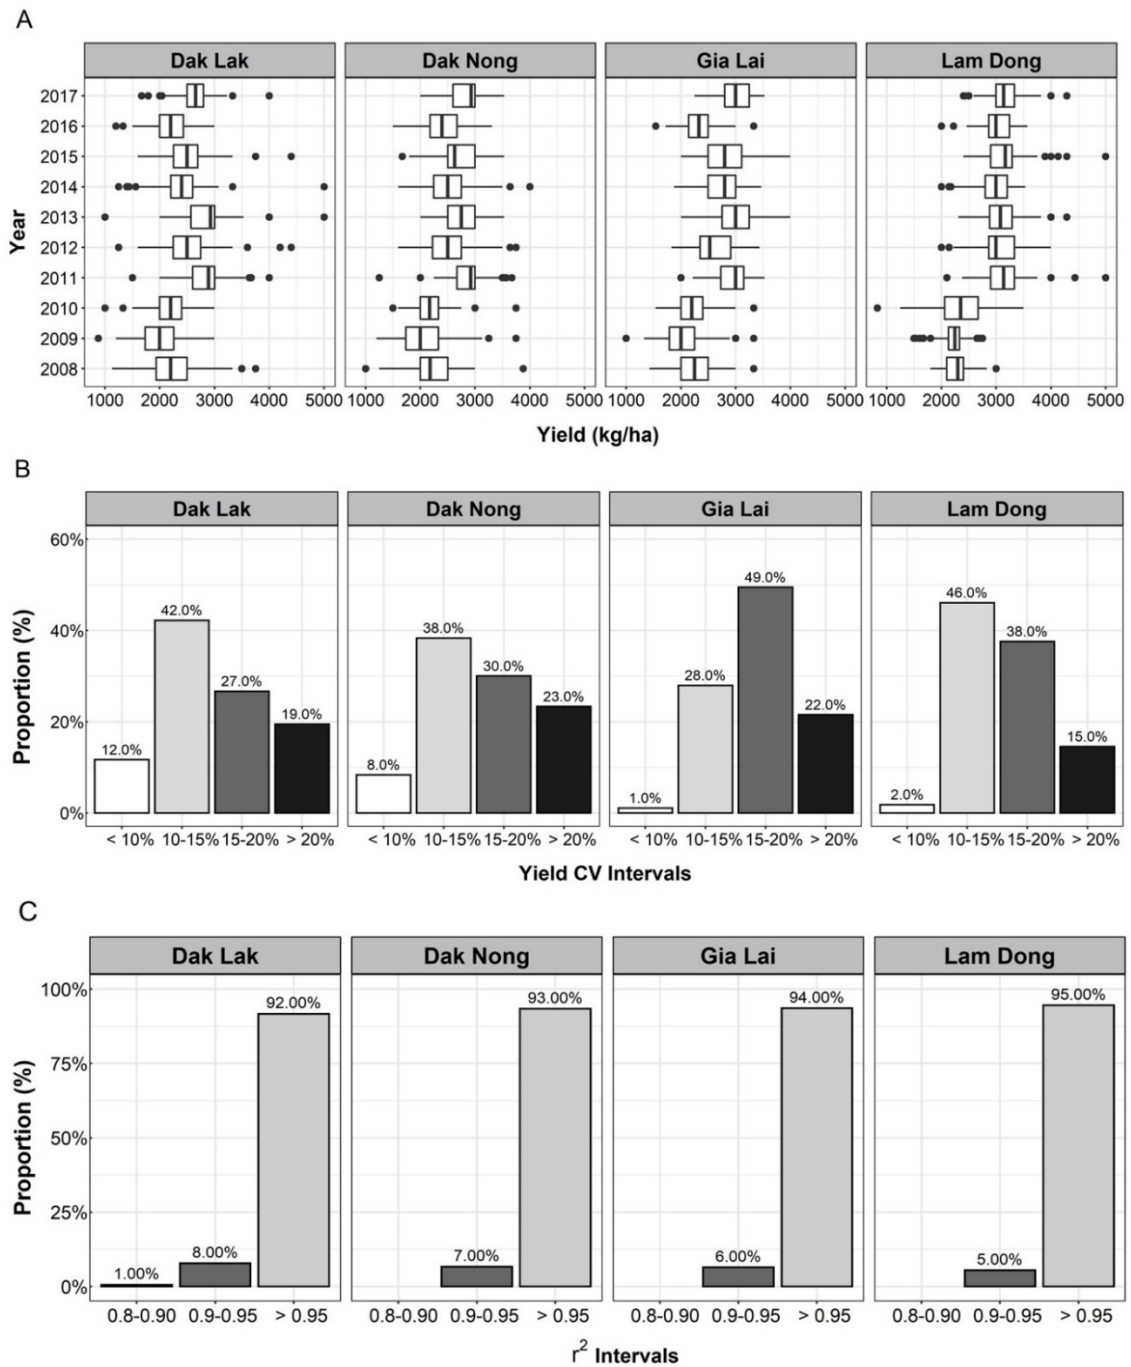 A
Dak Lak Dak Nong Gia Lai Lam Dong
2017
2016
2015
2014
2013
2012
2011
2010
2009
2008
Year
1000 2000 3000 4000 5000 1000 2000 3000 4000 5000 1000 2000 3000 4000 5000 1000 2000 3000 4000 5000
Yield (kg/ha)
B
Dak Lak Dak Nong Gia Lai Lam Dong
60%
40%
20%
0%
Proportion (%)
12.0% 42.0% 27.0% 19.0% 8.0% 38.0% 30.0% 23.0% 1.0% 28.0% 49.0% 22.0% 2.0% 46.0% 38.0% 15.0%
< 10% 10-15% 15-20% > 20% < 10% 10-15% 15-20% > 20% < 10% 10-15% 15-20% > 20% < 10% 10-15% 15-20% > 20%
Yield CV Intervals
C
Dak Lak Dak Nong Gia Lai Lam Dong
100%
75%
50%
25%
0%
Proportion (%)
1.00% 8.00% 92.00% 7.00% 93.00% 6.00% 94.00% 5.00% 95.00%
0.8-0.90 0.9-0.95 > 0.95 0.8-0.90 0.9-0.95 > 0.95 0.8-0.90 0.9-0.95 > 0.95 0.8-0.90 0.9-0.95 > 0.95
r² Intervals